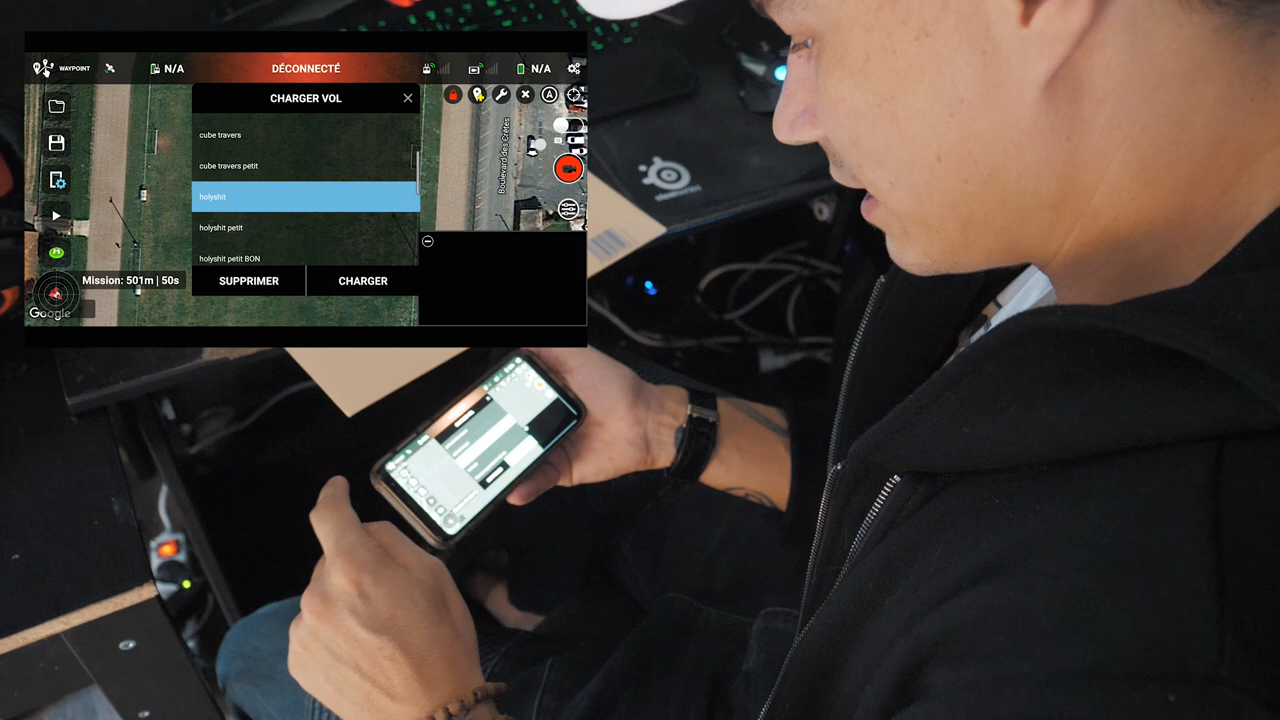 WAYPOINT
N/A
DÉCONNECTÉ
N/A
CHARGER VOL
cube travers
cube travers petit
holyshit
holyshit petit
holyshit petit BON
SUPPRIMER
CHARGER
Mission: 501m | 50s
Google
Boulevard des Crêtes
A